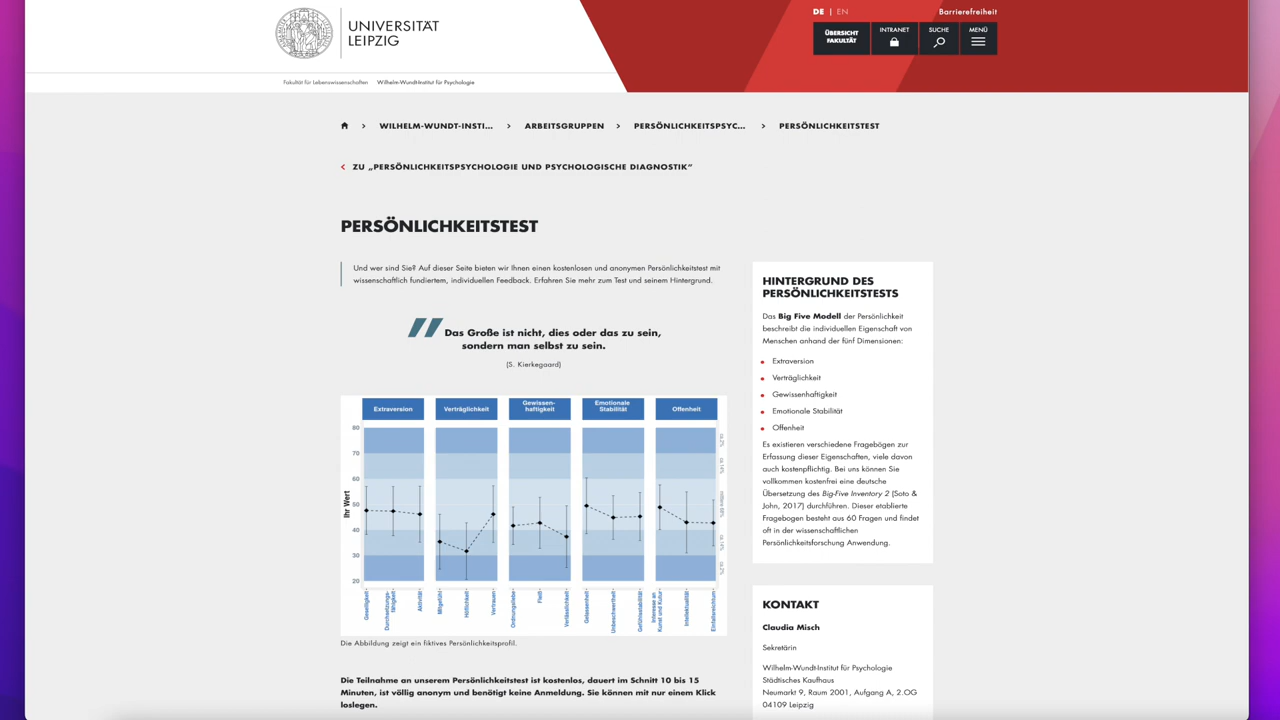 UNIVERSITÄT
LEIPZIG
DE | EN
Barrierefreiheit
ÜBERSICHT
FAKULTÄT
INTRANET
SUCHE
MENÜ
Fakultät für Lebenswissenschaften
Wilhelm-Wundt-Institut für Psychologie
WILHELM-WUNDT-INSTI... > ARBEITSGRUPPEN > PERSÖNLICHKEITSPSYC... > PERSÖNLICHKEITSTEST
ZU „PERSÖNLICHKEITSPSYCHOLOGIE UND PSYCHOLOGISCHE DIAGNOSTIK“
PERSÖNLICHKEITSTEST
Und wer sind Sie? Auf dieser Seite bieten wir Ihnen einen kostenlosen und anonymen Persönlichkeitstest mit
wissenschaftlich fundiertem, individuellen Feedback. Erfahren Sie mehr zum Test und seinem Hintergrund.
Das Große ist nicht, dies oder das zu sein,
sondern man selbst zu sein.
(S. Kierkegaard)
Extraversion
Verträglichkeit
Gewissen-
haftigkeit
Emotionale
Stabilität
Offenheit
Ihr Wert
80
70
60
50
40
30
20
ca.2%
ca.14%
mittlere 68%
ca.14%
ca.2%
Geselligkeit
Durchsetzungs-
fähigkeit
Aktivität
Mitgefühl
Höflichkeit
Vertrauen
Ordnungsliebe
Fleiß
Verlässlichkeit
Gelassenheit
Unbeschwertheit
Gefühlsstabilität
Interesse an
Kunst und Kultur
Intellektualität
Einfallsreichtum
Die Abbildung zeigt ein fiktives Persönlichkeitsprofil.
Die Teilnahme an unserem Persönlichkeitstest ist kostenlos, dauert im Schnitt 10 bis 15
Minuten, ist völlig anonym und benötigt keine Anmeldung. Sie können mit nur einem Klick
loslegen.
HINTERGRUND DES
PERSÖNLICHKEITSTESTS
Das Big Five Modell der Persönlichkeit
beschreibt die individuellen Eigenschaft von
Menschen anhand der fünf Dimensionen:
Extraversion
Verträglichkeit
Gewissenhaftigkeit
Emotionale Stabilität
Offenheit
Es existieren verschiedene Fragebögen zur
Erfassung dieser Eigenschaften, viele davon
auch kostenpflichtig. Bei uns können Sie
vollkommen kostenfrei eine deutsche
Übersetzung des Big-Five Inventory 2 (Soto &
John, 2017) durchführen. Dieser etablierte
Fragebogen besteht aus 60 Fragen und findet
oft in der wissenschaftlichen
Persönlichkeitsforschung Anwendung.
KONTAKT
Claudia Misch
Sekretärin
Wilhelm-Wundt-Institut für Psychologie
Städtisches Kaufhaus
Neumarkt 9, Raum 2001, Aufgang A, 2.OG
04109 Leipzig